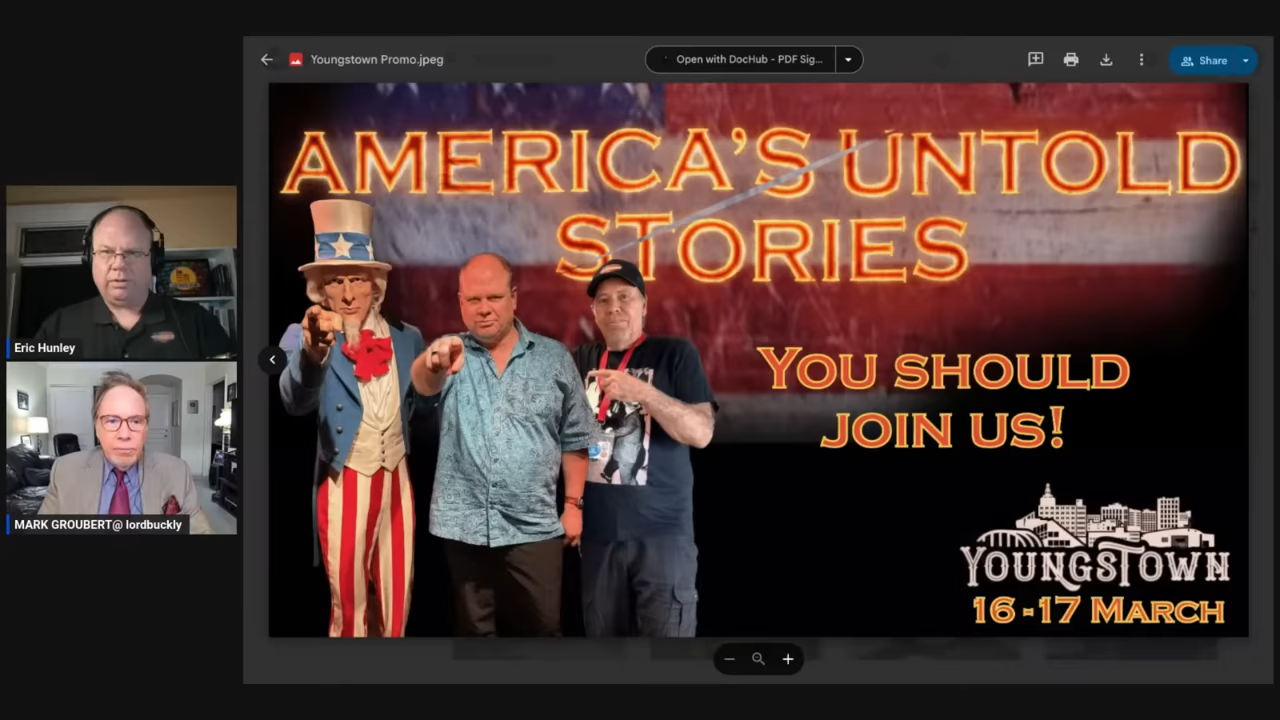 Youngstown Promo.jpeg
Open with DocHub - PDF Sig...
Share
AMERICA'S UNTOLD
STORIES
YOU SHOULD
JOIN US!
YOUNGSTOWN
16-17 MARCH
Eric Hunley
MARK GROUBERT@ lordbuckly